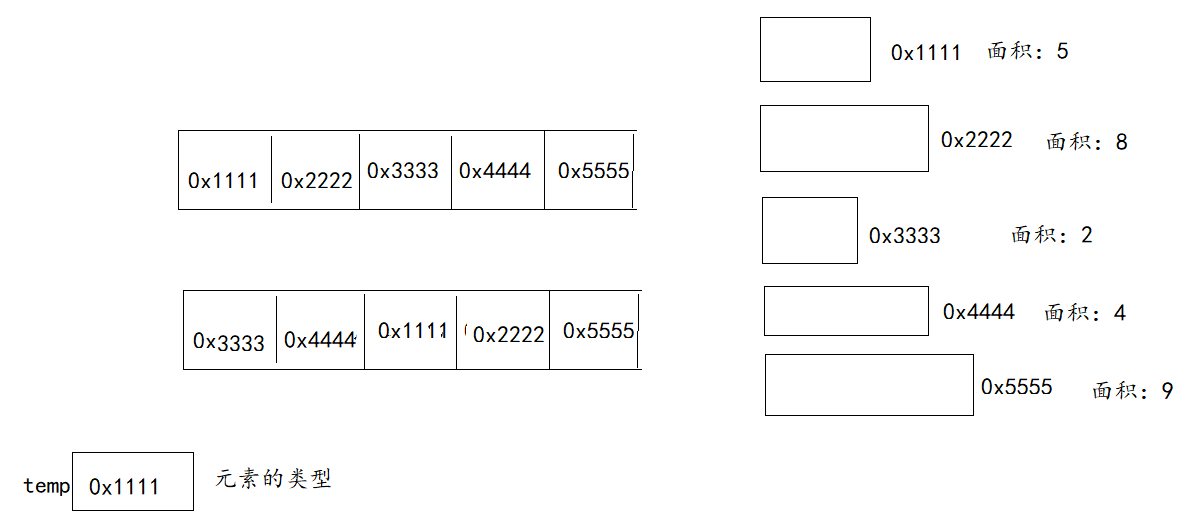 0x1111 面积：5
0x2222 面积：8
0x1111 0x2222 0x3333 0x4444 0x5555
0x3333 面积：2
0x4444 面积：4
0x3333 0x4444 0x1111 0x2222 0x5555
0x5555 面积：9
temp 0x1111 元素的类型